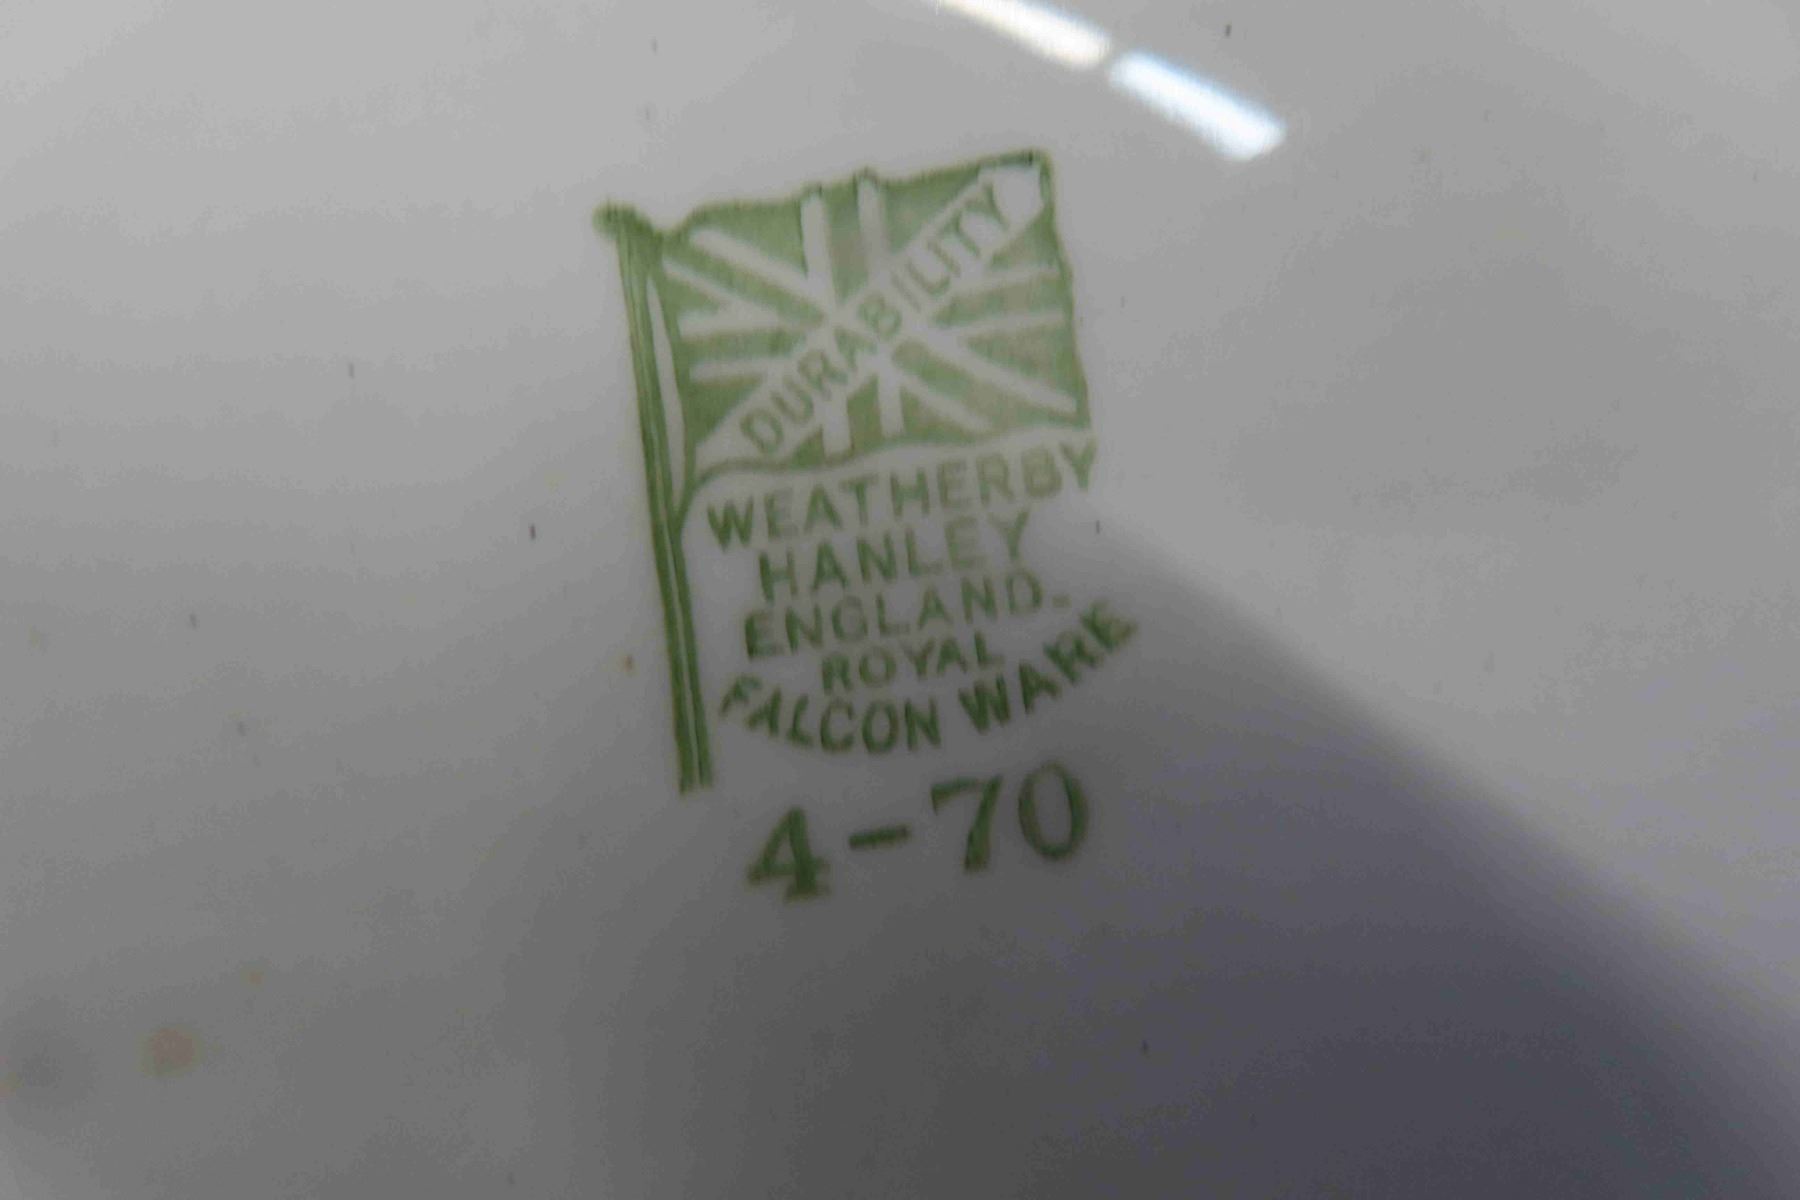 DURABILITY
WEATHERBY
HANLEY
ENGLAND.
ROYAL
FALCON WARE
4-70